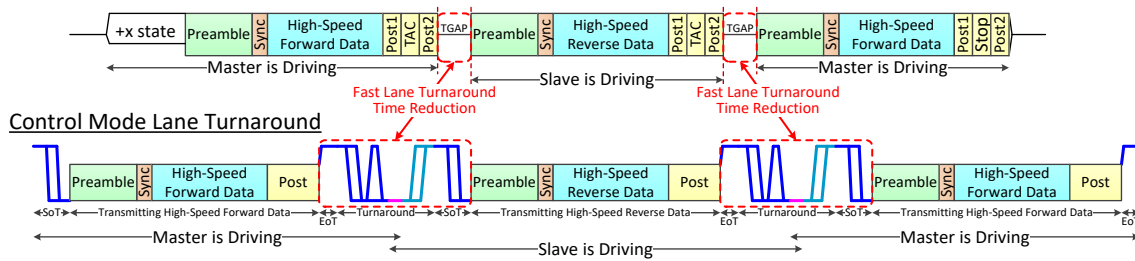 +x state Preamble Sync High-Speed Forward Data Post1 TAC Post2 TGAP Preamble Sync High-Speed Reverse Data Post1 TAC Post2 TGAP Preamble Sync High-Speed Forward Data Post1 Stop Post2
Master is Driving Slave is Driving Master is Driving
Fast Lane Turnaround Fast Lane Turnaround
Time Reduction Time Reduction
Control Mode Lane Turnaround
Preamble Sync High-Speed Forward Data Post Preamble Sync High-Speed Reverse Data Post Preamble Sync High-Speed Forward Data Post
SoT Transmitting High-Speed Forward Data EoT Turnaround SoT Transmitting High-Speed Reverse Data EoT Turnaround SoT Transmitting High-Speed Forward Data EoT
Master is Driving Slave is Driving Master is Driving